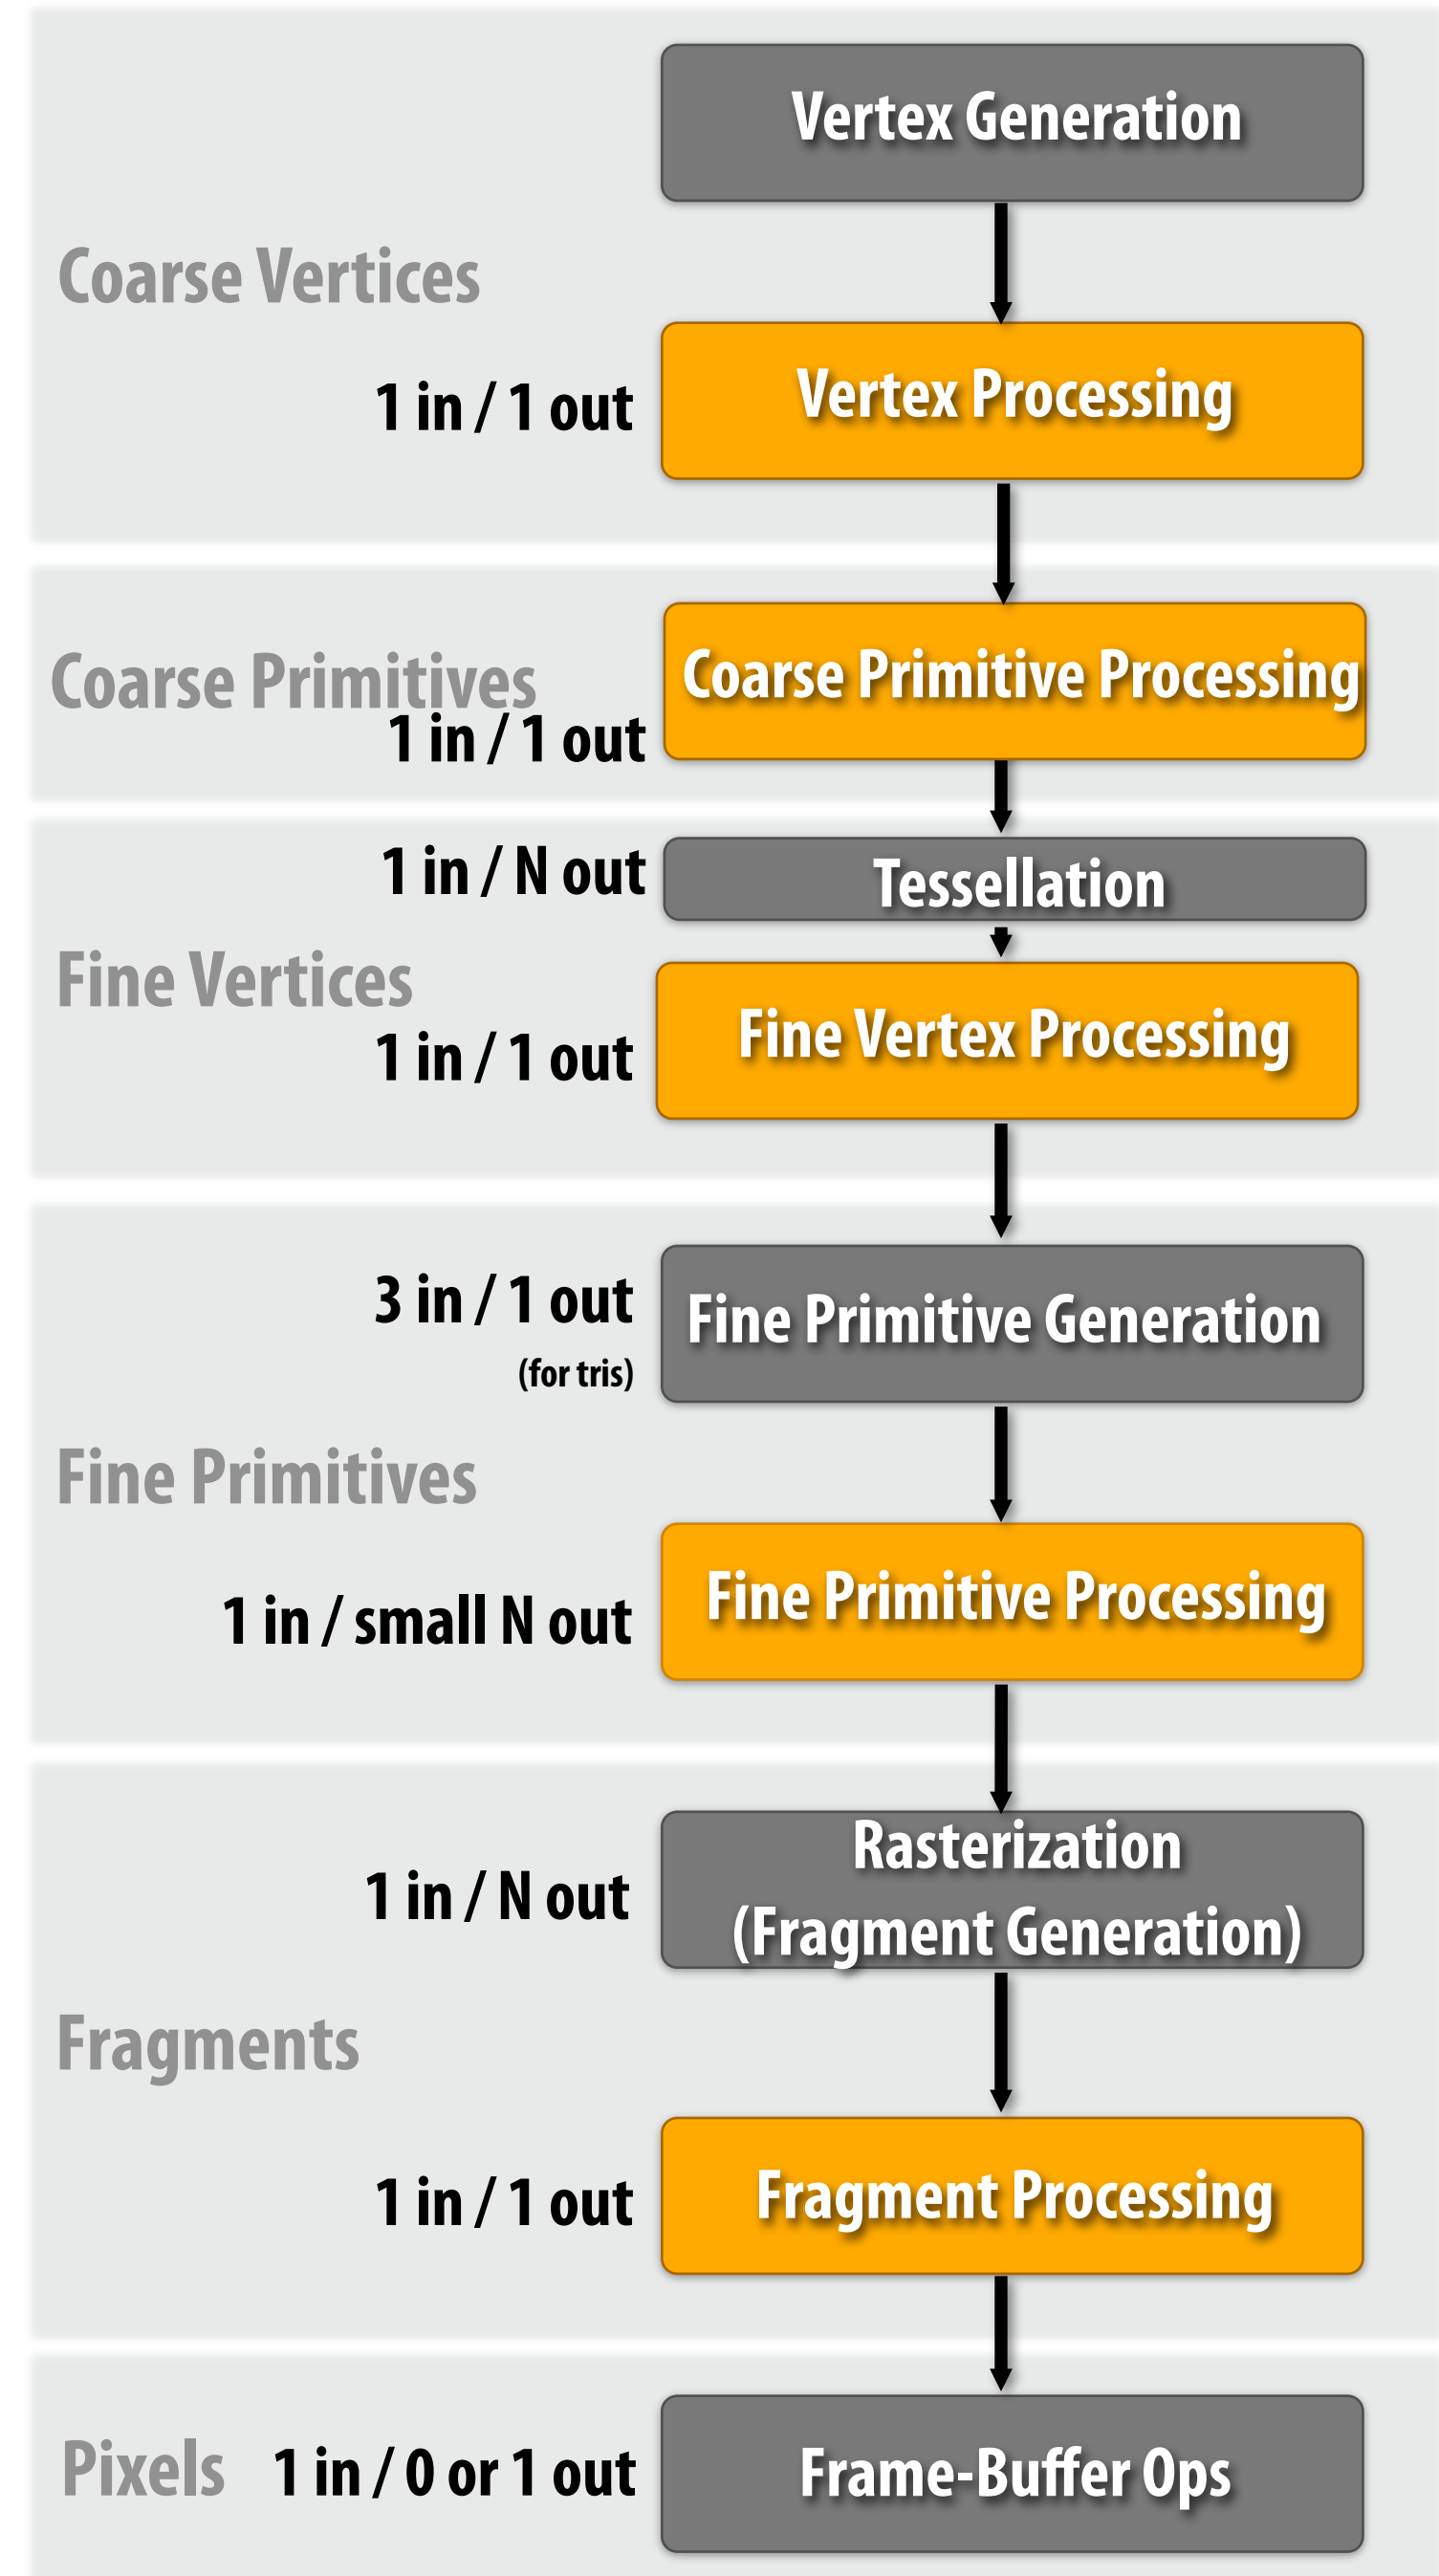 Vertex Generation
Coarse Vertices
1 in / 1 out
Vertex Processing
Coarse Primitives
1 in / 1 out
Coarse Primitive Processing
1 in / N out
Tessellation
Fine Vertices
1 in / 1 out
Fine Vertex Processing
3 in / 1 out
(for tris)
Fine Primitive Generation
Fine Primitives
1 in / small N out
Fine Primitive Processing
1 in / N out
Rasterization
(Fragment Generation)
Fragments
1 in / 1 out
Fragment Processing
Pixels
1 in / 0 or 1 out
Frame-Buffer Ops